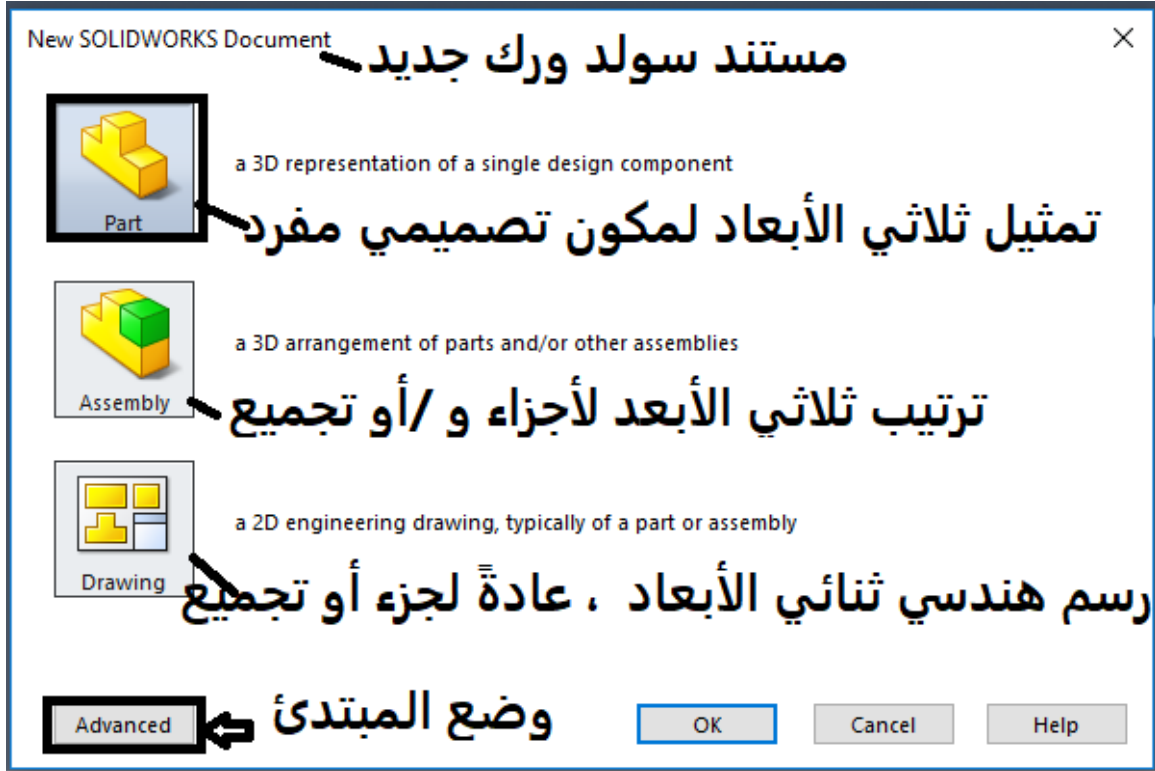 New SOLIDWORKS Document
مستند سولد ورك جديد
a 3D representation of a single design component
Part
تمثيل ثلاثي الأبعاد لمكون تصميمي مفرد
a 3D arrangement of parts and/or other assemblies
Assembly
ترتيب ثلاثي الأبعد لأجزاء و /أو تجميع
a 2D engineering drawing, typically of a part or assembly
Drawing
رسم هندسي ثنائي الأبعاد ، عادةً لجزء أو تجميع
وضع المبتدئ
Advanced
OK
Cancel
Help